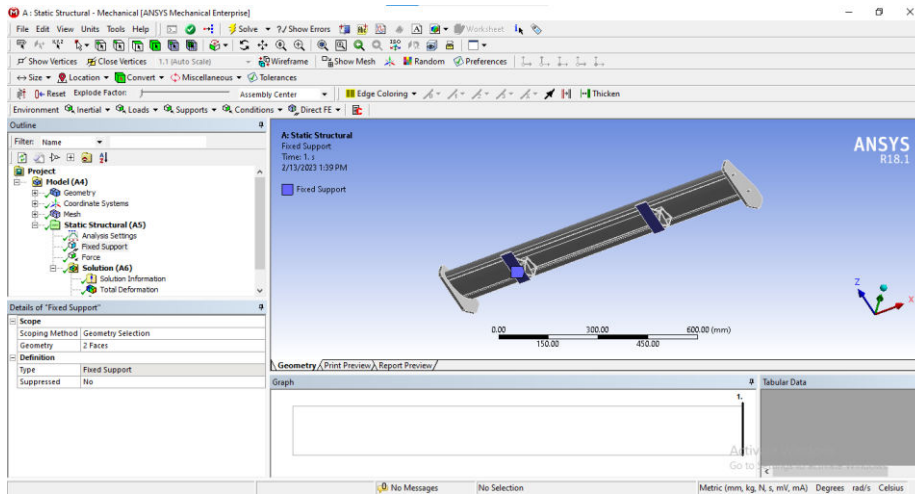 A : Static Structural - Mechanical [ANSYS Mechanical Enterprise]
File Edit View Units Tools Help Solve ?/Show Errors Worksheet
Show Vertices Close Vertices 1.1 (Auto Scale) Wireframe Show Mesh Random Preferences
Size Location Convert Miscellaneous Tolerances
Reset Explode Factor: Assembly Center Edge Coloring Thicken
Environment Inertial Loads Supports Conditions Direct FE
Outline
Filter: Name
Project
Model (A4)
Geometry
Coordinate Systems
Mesh
Static Structural (A5)
Analysis Settings
Fixed Support
Force
Solution (A6)
Solution Information
Total Deformation
Details of "Fixed Support"
Scope
Scoping Method Geometry Selection
Geometry 2 Faces
Definition
Type Fixed Support
Suppressed No
A: Static Structural
Fixed Support
Time: 1. s
2/13/2023 1:39 PM
Fixed Support
ANSYS
R18.1
Z
X
0.00 300.00 600.00 (mm)
150.00 450.00
Geometry Print Preview Report Preview
Graph
1.
Tabular Data
Go to
No Messages No Selection Metric (mm, kg, N, s, mV, mA) Degrees rad/s Celsius